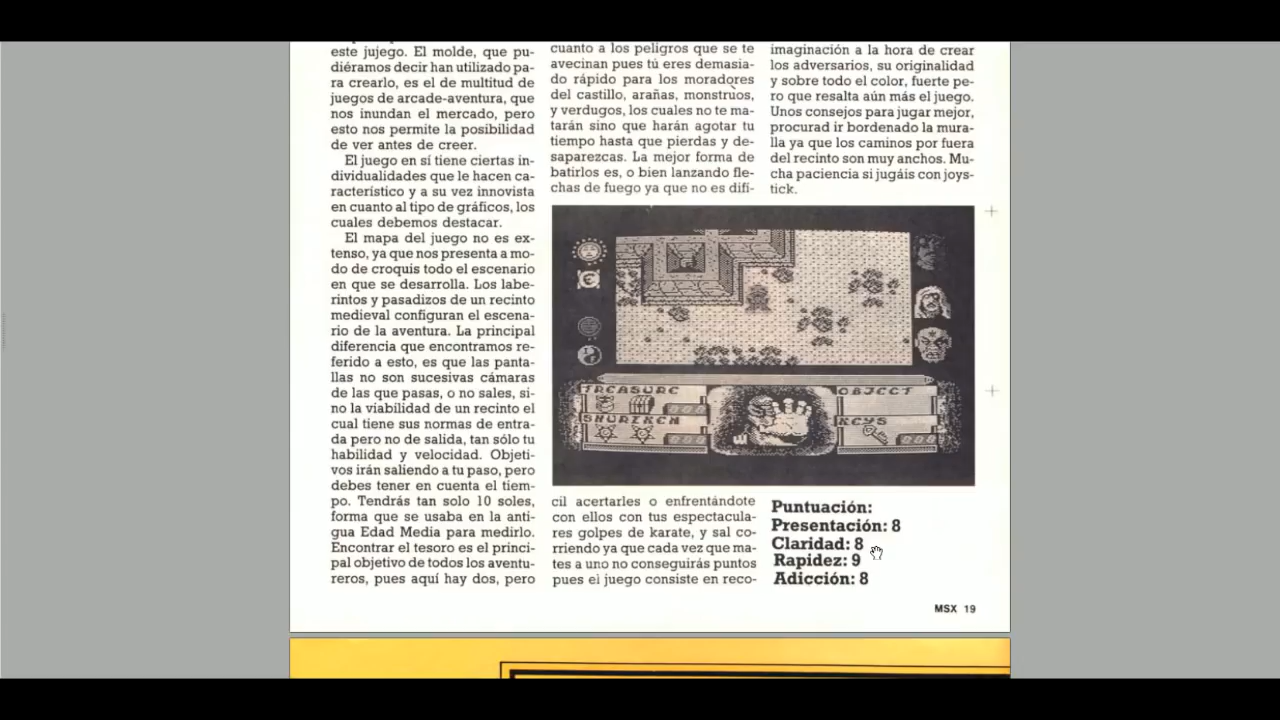 este jujego. El molde, que pu-
diéramos decir han utilizado pa-
ra crearlo, es el de multitud de
juegos de arcade-aventura, que
nos inundan el mercado, pero
esto nos permite la posibilidad
de ver antes de creer.
El juego en sí tiene ciertas in-
dividualidades que le hacen ca-
racterístico y a su vez innovista
en cuanto al tipo de gráficos, los
cuales debemos destacar.
El mapa del juego no es ex-
tenso, ya que nos presenta a mo-
do de croquis todo el escenario
en que se desarrolla. Los labe-
rintos y pasadizos de un recinto
medieval configuran el escena-
rio de la aventura. La principal
diferencia que encontramos re-
ferido a esto, es que las panta-
llas no son sucesivas cámaras
de las que pasas, o no sales, si-
no la viabilidad de un recinto el
cual tiene sus normas de entra-
da pero no de salida, tan sólo tu
habilidad y velocidad. Objeti-
vos irán saliendo a tu paso, pero
debes tener en cuenta el tiem-
po. Tendrás tan solo 10 soles,
forma que se usaba en la anti-
gua Edad Media para medirlo.
Encontrar el tesoro es el princi-
pal objetivo de todos los aventu-
reros, pues aquí hay dos, pero
cuanto a los peligros que se te
avecinan pues tú eres demasia-
do rápido para los moradores
del castillo, arañas, monstruos,
y verdugos, los cuales no te ma-
tarán sino que harán agotar tu
tiempo hasta que pierdas y de-
saparezcas. La mejor forma de
batirlos es, o bien lanzando fle-
chas de fuego ya que no es difí-
cil acertarles o enfrentándote
con ellos con tus espectacula-
res golpes de karate, y sal co-
rriendo ya que cada vez que ma-
tes a uno no conseguirás puntos
pues el juego consiste en reco-
imaginación a la hora de crear
los adversarios, su originalidad
y sobre todo el color, fuerte pe-
ro que resalta aún más el juego.
Unos consejos para jugar mejor,
procurad ir bordenado la mura-
lla ya que los caminos por fuera
del recinto son muy anchos. Mu-
cha paciencia si jugáis con joys-
tick.
TREASURE
OBJECT
SHURIKEN
KEYS
Puntuación:
Presentación: 8
Claridad: 8
Rapidez: 9
Adicción: 8
MSX 19